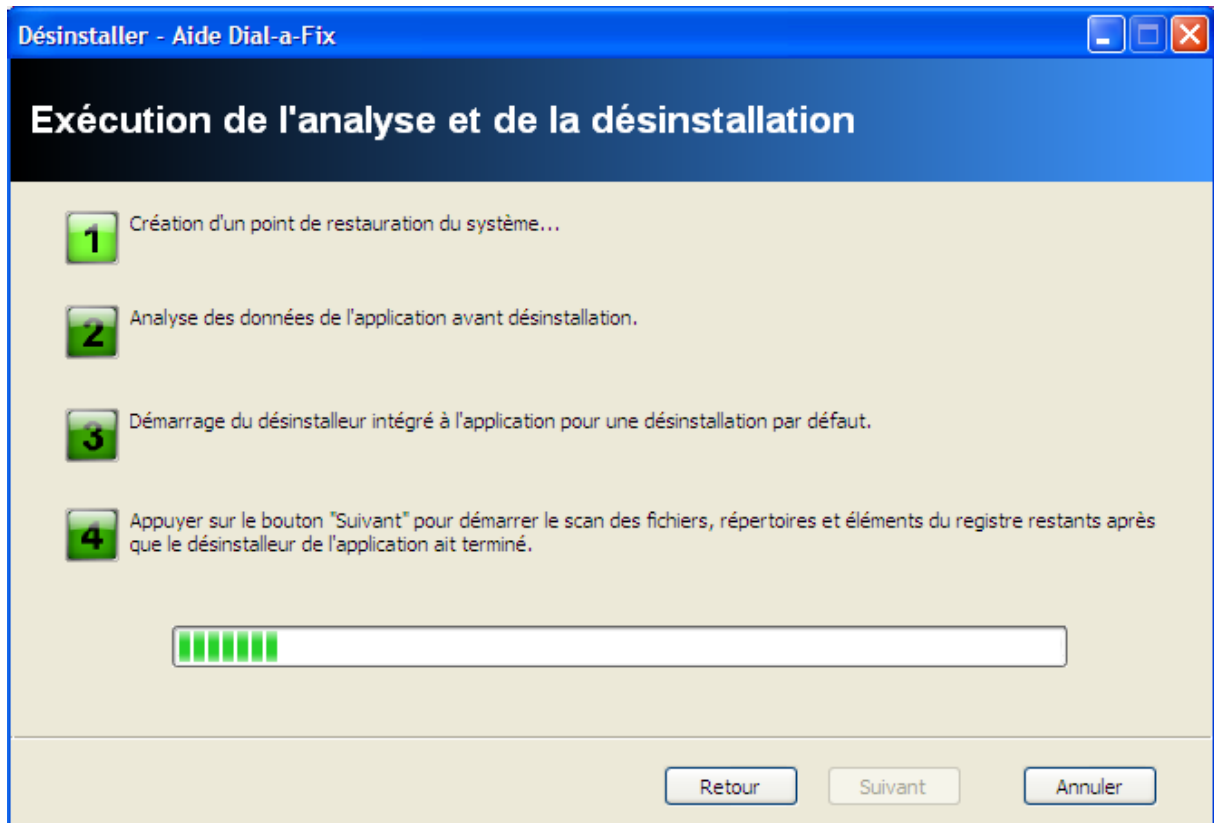 Désinstaller - Aide Dial-a-Fix
Exécution de l'analyse et de la désinstallation
1
Création d'un point de restauration du système...
2
Analyse des données de l'application avant désinstallation.
3
Démarrage du désinstalleur intégré à l'application pour une désinstallation par défaut.
4
Appuyer sur le bouton "Suivant" pour démarrer le scan des fichiers, répertoires et éléments du registre restants après
que le désinstalleur de l'application ait terminé.
Retour
Suivant
Annuler